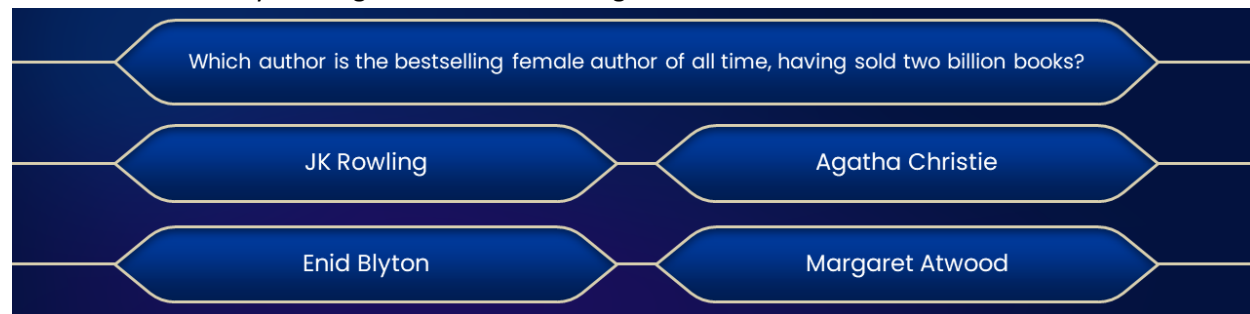 Which author is the bestselling female author of all time, having sold two billion books?
JK Rowling
Agatha Christie
Enid Blyton
Margaret Atwood